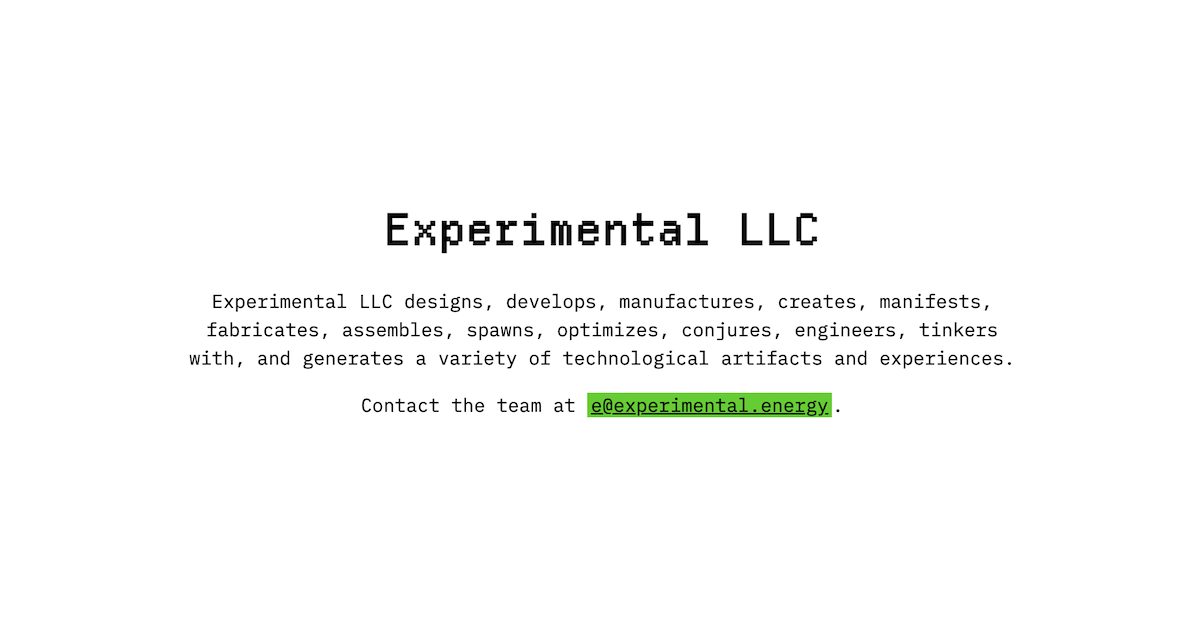 Experimental LLC
Experimental LLC designs, develops, manufactures, creates, manifests,
fabricates, assembles, spawns, optimizes, conjures, engineers, tinkers
with, and generates a variety of technological artifacts and experiences.
Contact the team at e@experimental.energy.